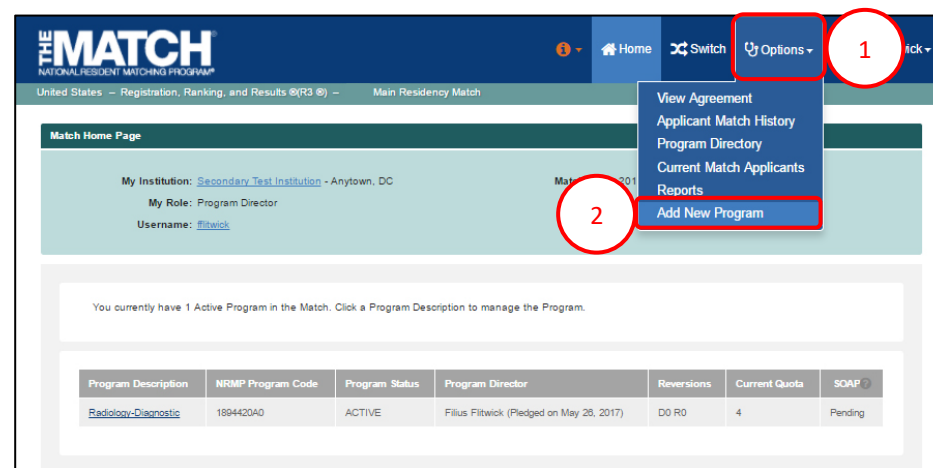 THE MATCH®
NATIONAL RESIDENT MATCHING PROGRAM®
Home Switch Options 1
United States – Registration, Ranking, and Results ®(R3 ®) – Main Residency Match
View Agreement
Applicant Match History
Program Directory
Current Match Applicants
Reports
Add New Program
2
Match Home Page
My Institution: Secondary Test Institution - Anytown, DC
My Role: Program Director
Username: flitwick
You currently have 1 Active Program in the Match. Click a Program Description to manage the Program.
Program Description NRMP Program Code Program Status Program Director Reversions Current Quota SOAP
Radiology-Diagnostic 1894420A0 ACTIVE Filius Flitwick (Pledged on May 26, 2017) D0 R0 4 Pending